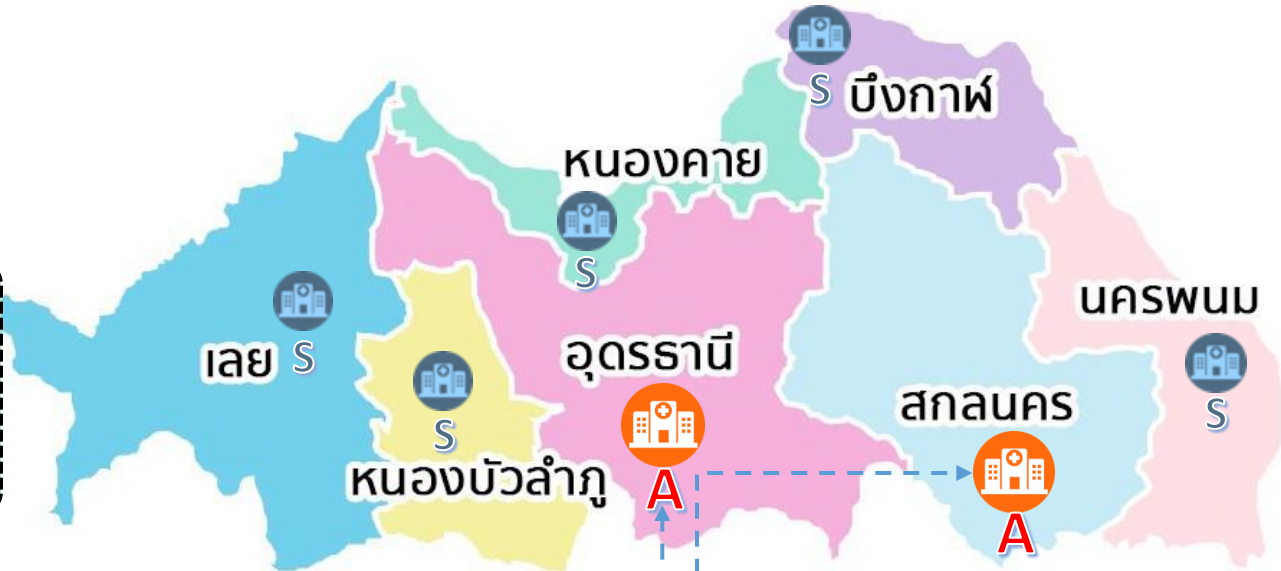 S บึงกาฬ
หนองคาย
S
นครพนม
เลย S
อุดรธานี
S
สกลนคร
S
หนองบัวลำภู
A
A